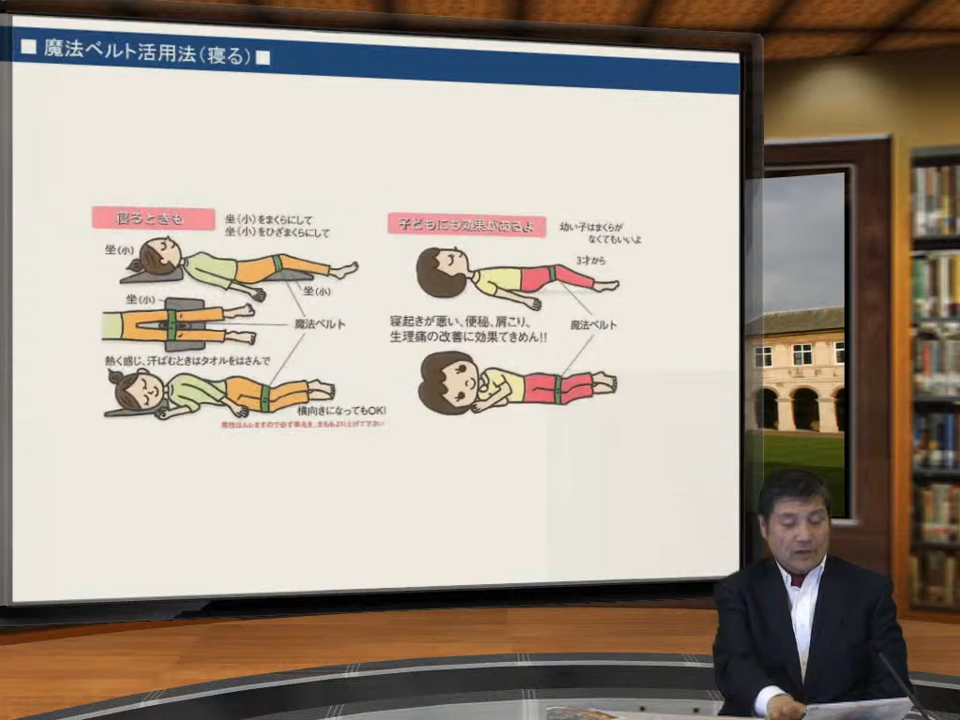 ■ 魔法ベルト活用法（寝る）■
寝るときも
坐（小）をまくらにして
坐（小）をひざまくらにして
坐（小）
坐（小）
坐（小）
魔法ベルト
熱く感じ、汗ばむときはタオルをはさんで
横向きになってもOK!
子どもにも効果があるよ
幼い子はまくらが
なくてもいいよ
3才から
寝起きが悪い、便秘、肩こり、
生理痛の改善に効果てきめん!!
魔法ベルト